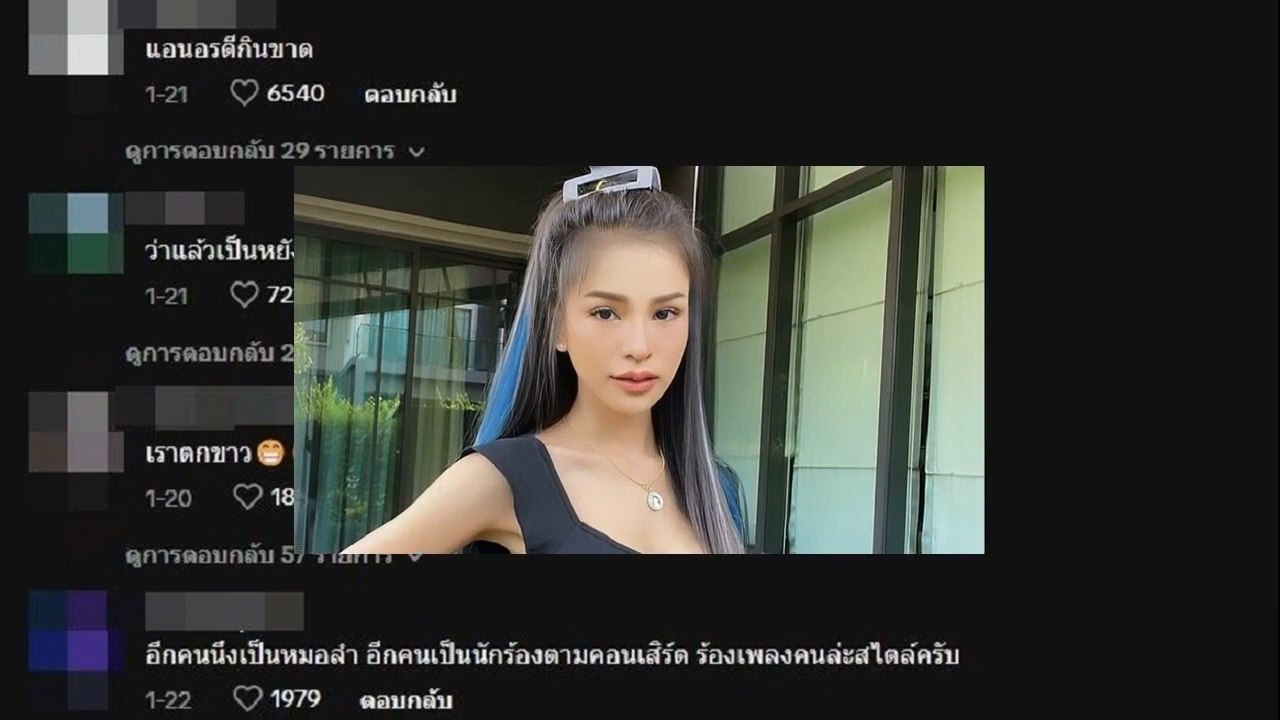 แอนอรดีกินขาด
1-21 6540 ตอบกลับ
ดูการตอบกลับ 29 รายการ
ว่าแล้วเป็นหยัง
1-21 72
ดูการตอบกลับ 2
เราตกขาว😁
1-20 18
ดูการตอบกลับ 57 รายการ
อีกคนนึงเป็นหมอลำ อีกคนเป็นนักร้องตามคอนเสิร์ต ร้องเพลงคนล่ะสไตล์ครับ
1-22 1979 ตอบกลับ